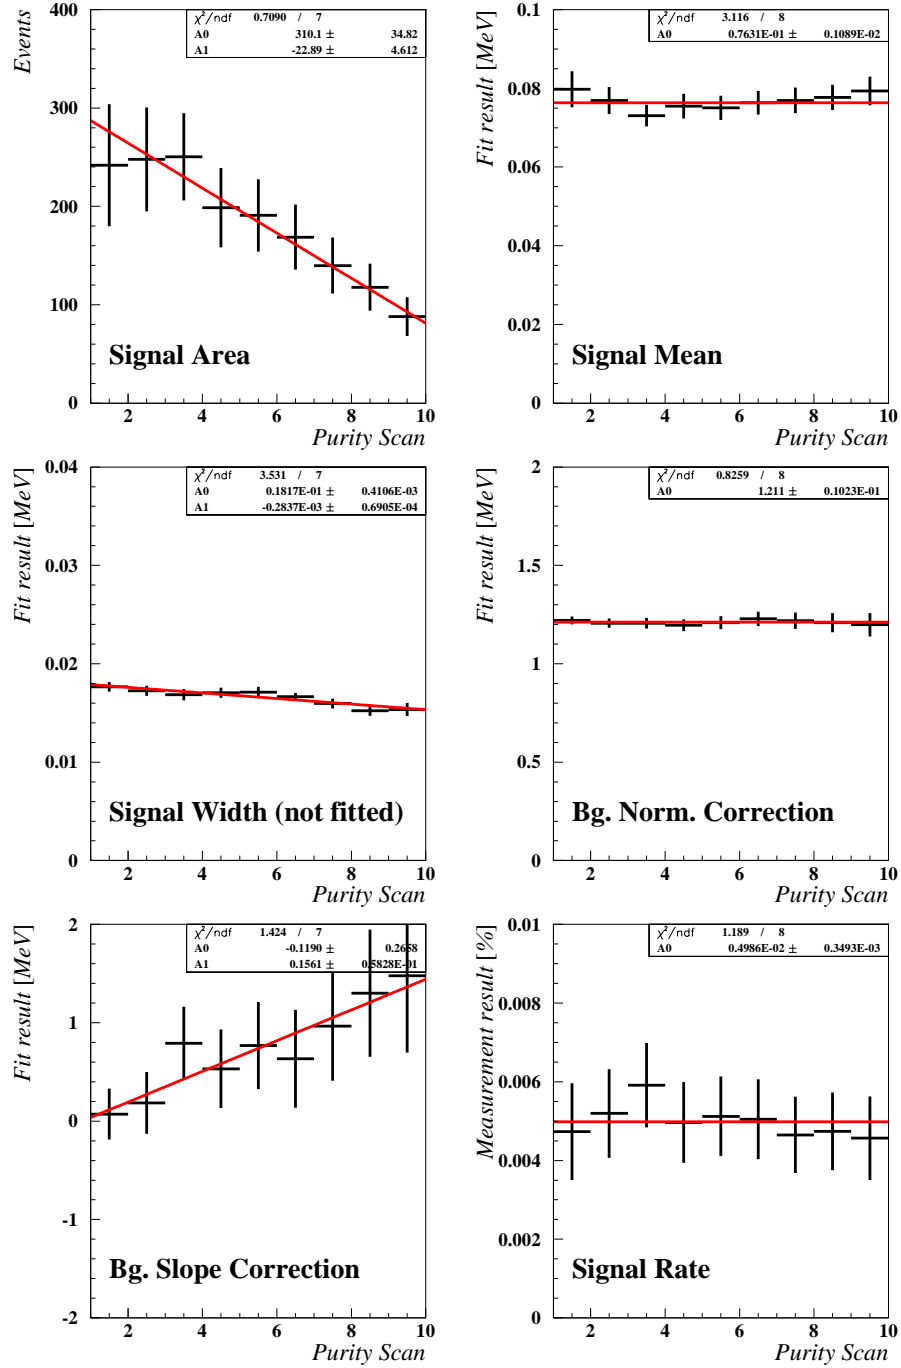 Events
χ²/ndf 0.7090 / 7
A0 310.1 ± 34.82
A1 -22.89 ± 4.612
400
300
200
100
0
2 4 6 8 10
Signal Area
Purity Scan
Fit result [MeV]
χ²/ndf 3.116 / 8
A0 0.7631E-01 ± 0.1089E-02
0.1
0.08
0.06
0.04
0.02
0
2 4 6 8 10
Signal Mean
Purity Scan
Fit result [MeV]
χ²/ndf 3.531 / 7
A0 0.1817E-01 ± 0.4106E-03
A1 -0.2837E-03 ± 0.6905E-04
0.04
0.03
0.02
0.01
0
2 4 6 8 10
Signal Width (not fitted)
Purity Scan
Fit result [MeV]
χ²/ndf 0.8259 / 8
A0 1.211 ± 0.1023E-01
2
1.5
1
0.5
0
2 4 6 8 10
Bg. Norm. Correction
Purity Scan
Fit result [MeV]
χ²/ndf 1.424 / 7
A0 -0.1190 ± 0.2658
A1 0.1561 ± 0.5828E-01
2
1
0
-1
-2
2 4 6 8 10
Bg. Slope Correction
Purity Scan
Measurement result [%]
χ²/ndf 1.189 / 8
A0 0.4986E-02 ± 0.3493E-03
0.01
0.008
0.006
0.004
0.002
0
2 4 6 8 10
Signal Rate
Purity Scan